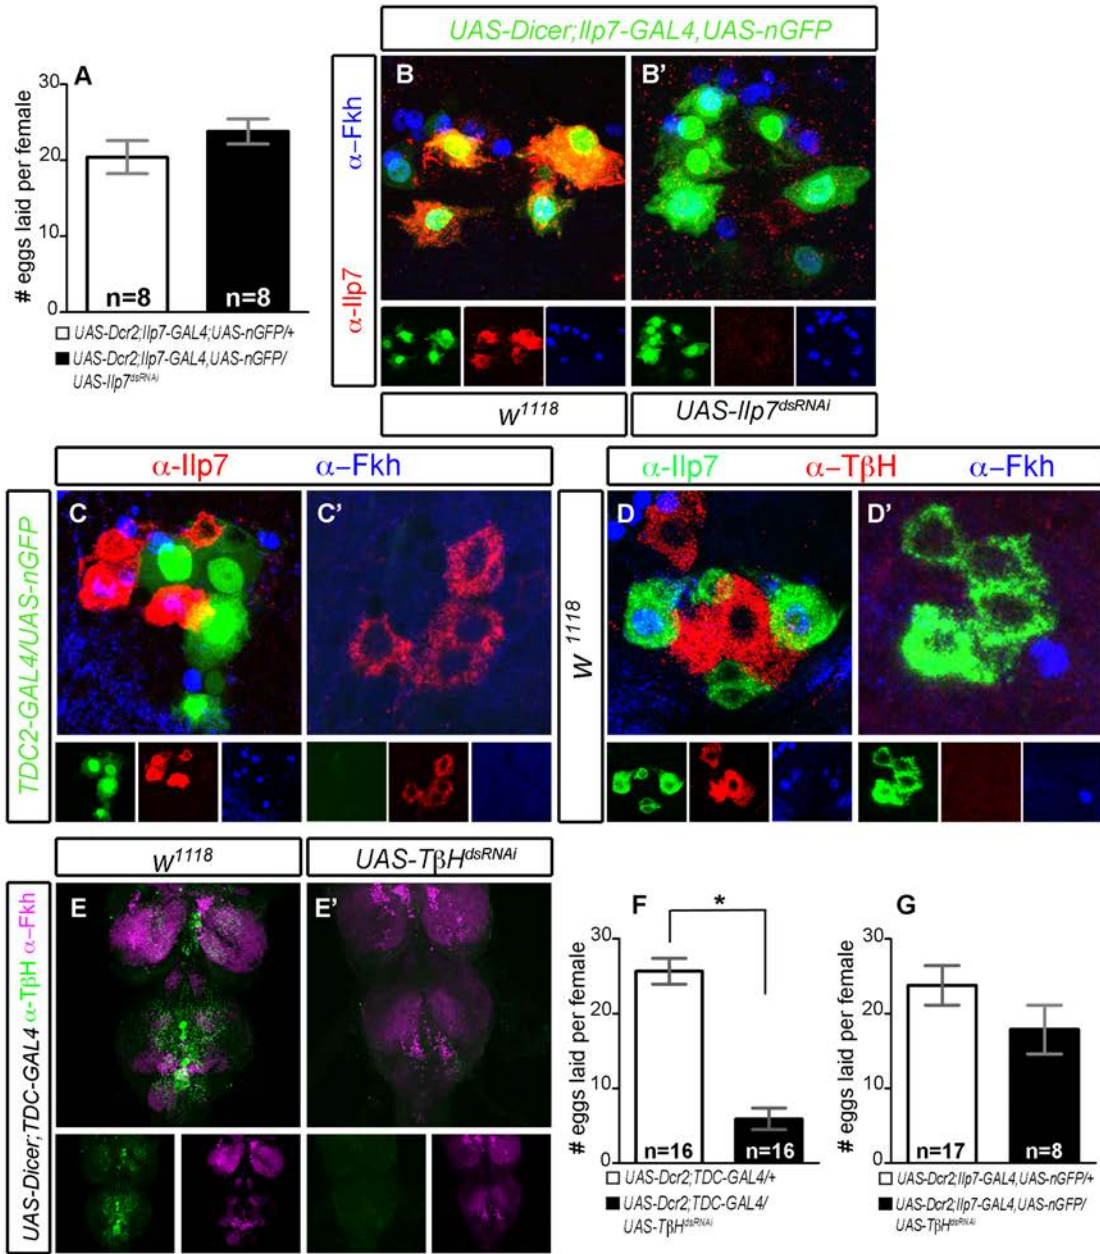 UAS-Dicer;Ilp7-GAL4,UAS-nGFP
A
# eggs laid per female
30
20
10
0
n=8
n=8
UAS-Dcr2;Ilp7-GAL4;UAS-nGFP/+
UAS-Dcr2;Ilp7-GAL4,UAS-nGFP/
UAS-Ilp7dsRNAi
α-Ilp7
α–Fkh
B
B'
w1118
UAS-Ilp7dsRNAi
α-Ilp7 α–Fkh
TDC2-GAL4/UAS-nGFP
C
C'
α-Ilp7 α–TβH α–Fkh
w 1118
D
D'
w1118
UAS-TβHdsRNAi
UAS-Dicer;TDC-GAL4 α-TβH α–Fkh
E
E'
F
*
# eggs laid per female
30
20
10
0
n=16
n=16
UAS-Dcr2;TDC-GAL4/+
UAS-Dcr2;TDC-GAL4/
UAS-TβHdsRNAi
G
# eggs laid per female
30
20
10
0
n=17
n=8
UAS-Dcr2;Ilp7-GAL4,UAS-nGFP/+
UAS-Dcr2;Ilp7-GAL4,UAS-nGFP/
UAS-TβHdsRNAi